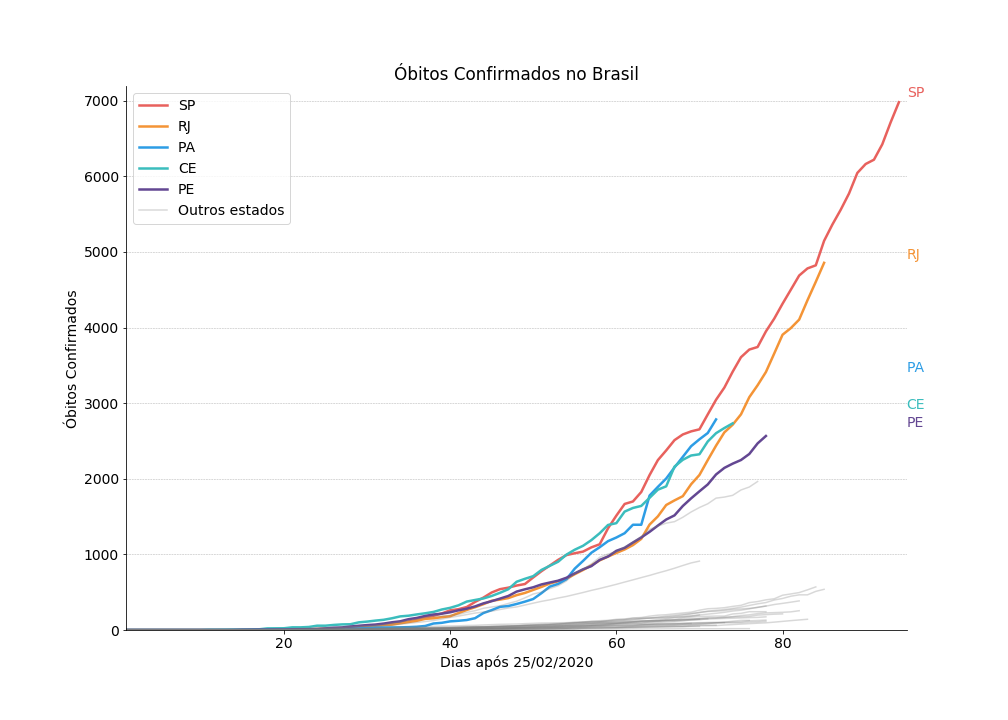 Óbitos Confirmados no Brasil
SP
RJ
PA
CE
PE
Outros estados
7000
6000
5000
4000
3000
2000
1000
0
Óbitos Confirmados
20
40
60
80
Dias após 25/02/2020
SP
RJ
PA
CE
PE